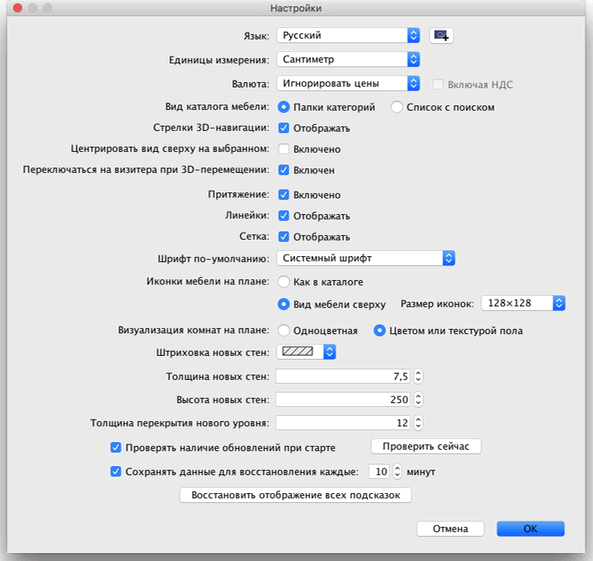 Настройки
Язык: Русский
Единицы измерения: Сантиметр
Валюта: Игнорировать цены Включая НДС
Вид каталога мебели: Папки категорий Список с поиском
Стрелки 3D-навигации: Отображать
Центрировать вид сверху на выбранном: Включено
Переключаться на визитера при 3D-перемещении: Включен
Притяжение: Включено
Линейки: Отображать
Сетка: Отображать
Шрифт по-умолчанию: Системный шрифт
Иконки мебели на плане: Как в каталоге
Вид мебели сверху Размер иконок: 128×128
Визуализация комнат на плане: Одноцветная Цветом или текстурой пола
Штриховка новых стен:
Толщина новых стен: 7,5
Высота новых стен: 250
Толщина перекрытия нового уровня: 12
Проверять наличие обновлений при старте Проверить сейчас
Сохранять данные для восстановления каждые: 10 минут
Восстановить отображение всех подсказок
Отмена OK